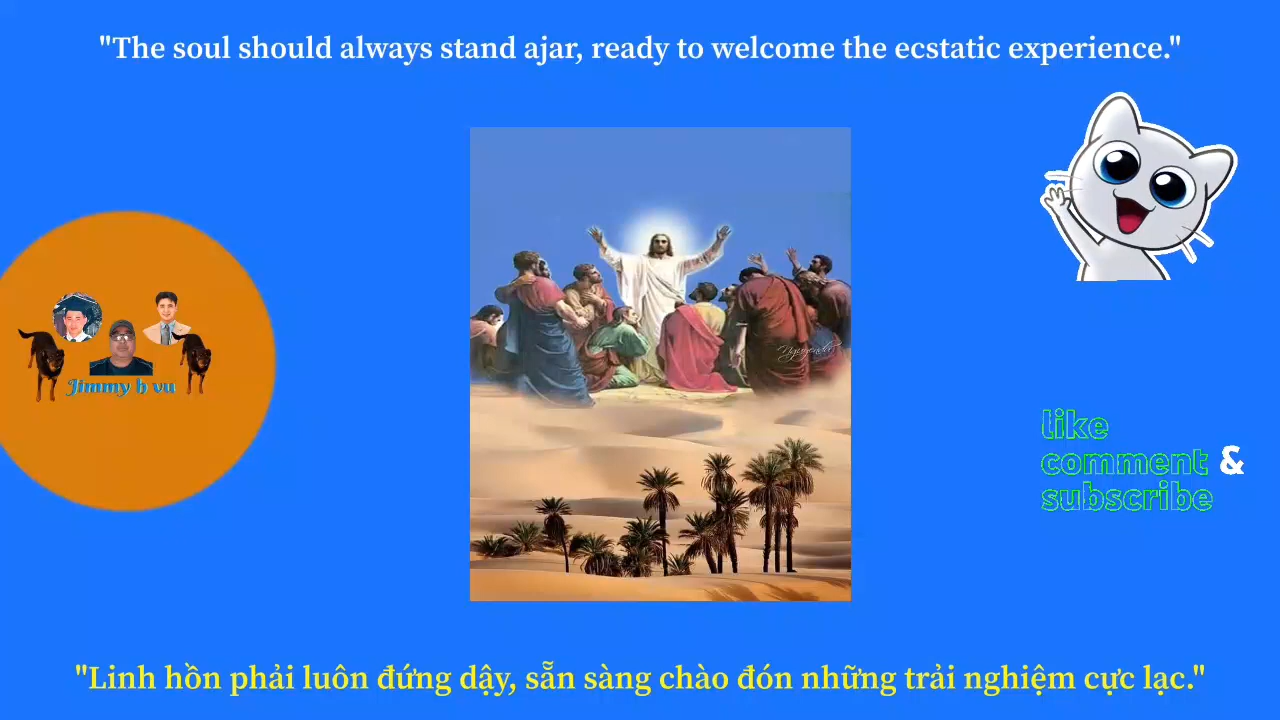 "The soul should always stand ajar, ready to welcome the ecstatic experience."
Jimmy b vu
like
comment &
subscribe
"Linh hồn phải luôn đứng dậy, sẵn sàng chào đón những trải nghiệm cực lạc."